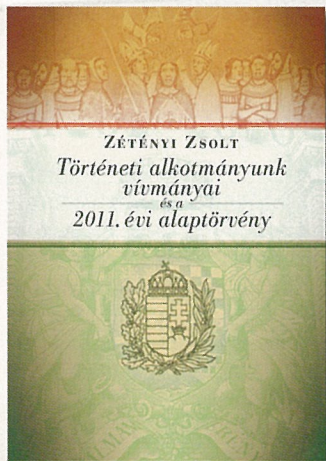 ZÉTÉNYI ZSOLT
Történeti alkotmányunk
vívmányai
és a
2011. évi alaptörvény